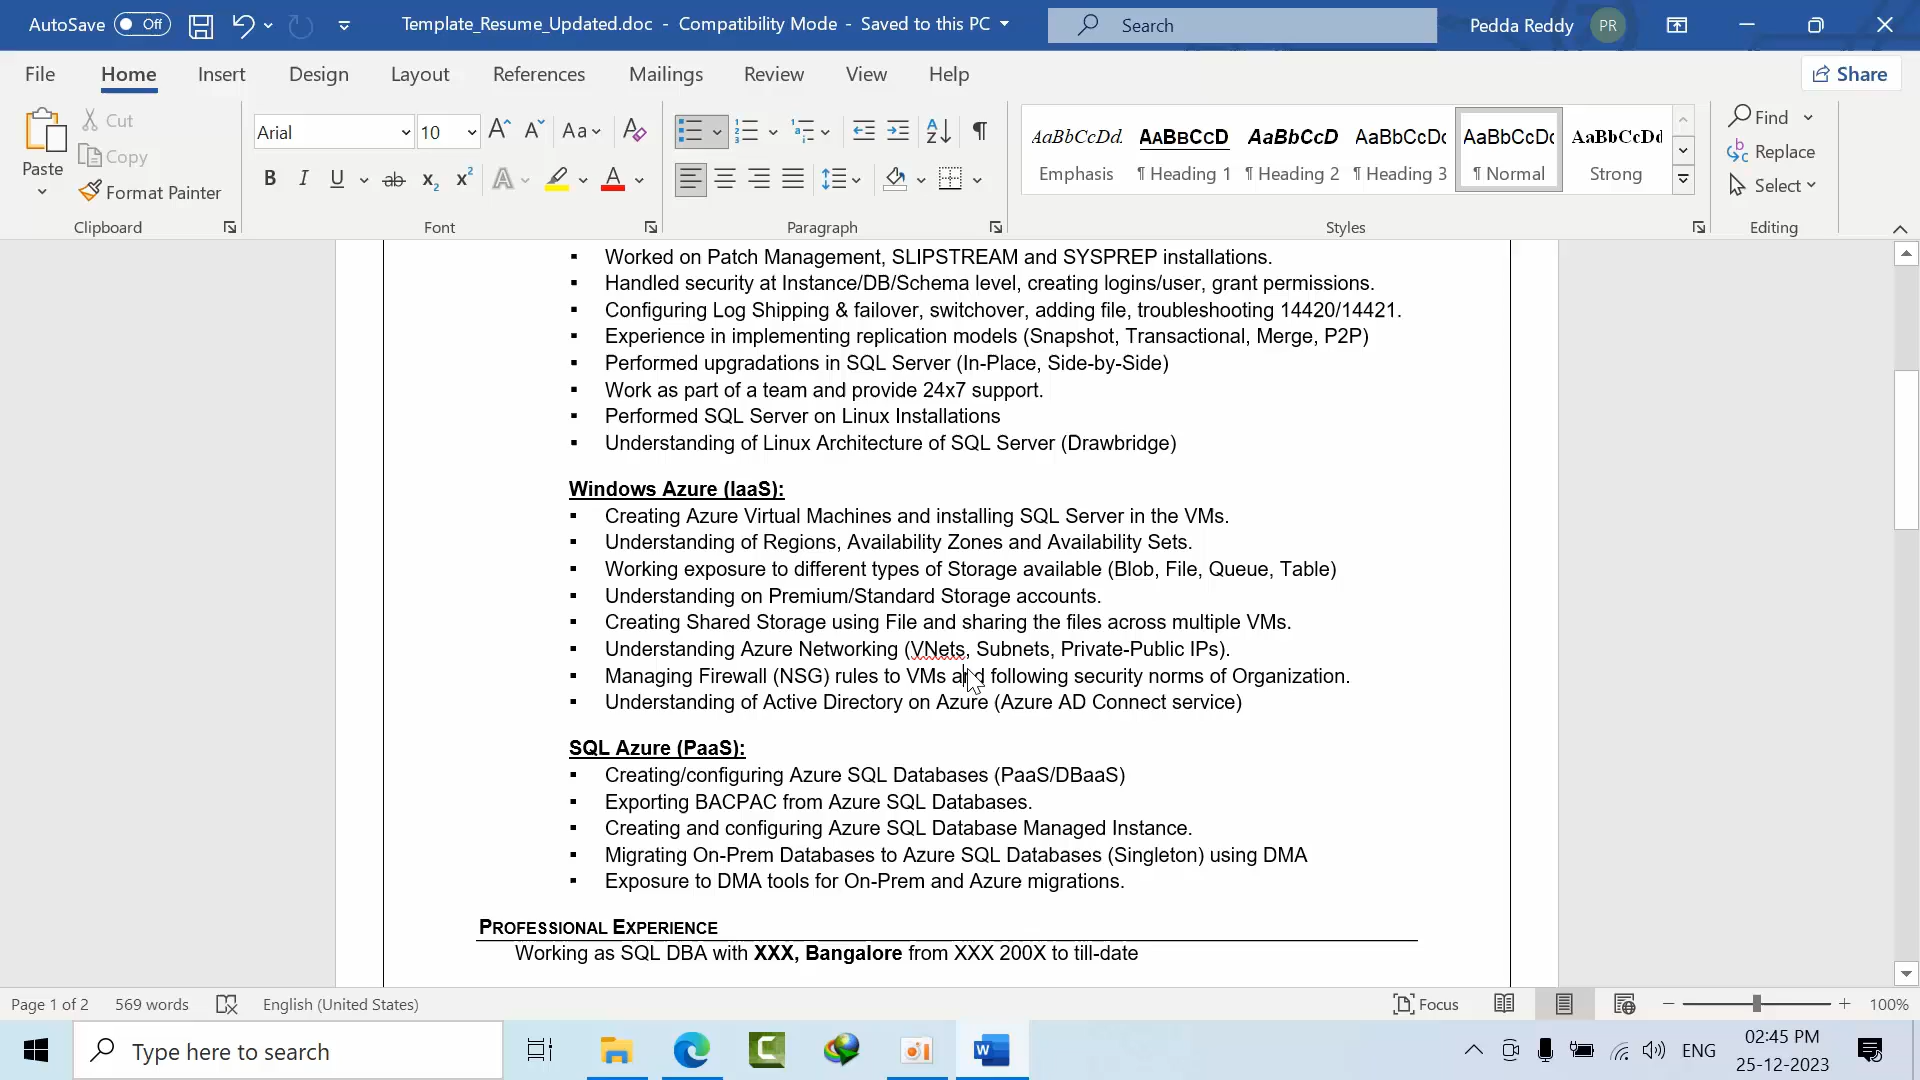 AutoSave Off Template_Resume_Updated.doc - Compatibility Mode - Saved to this PC Search Pedda Reddy PR
File Home Insert Design Layout References Mailings Review View Help Share
Paste Cut Copy Format Painter
Arial 10 Aa
B I U ab x2 x2 A A
AaBbCcDd. AABBCCD AaBbCcD AaBbCcDc AaBbCcDc AaBbCcDd
Emphasis ¶ Heading 1 ¶ Heading 2 ¶ Heading 3 ¶ Normal Strong
Find
Replace
Select
Clipboard Font Paragraph Styles Editing
▪ Worked on Patch Management, SLIPSTREAM and SYSPREP installations.
▪ Handled security at Instance/DB/Schema level, creating logins/user, grant permissions.
▪ Configuring Log Shipping & failover, switchover, adding file, troubleshooting 14420/14421.
▪ Experience in implementing replication models (Snapshot, Transactional, Merge, P2P)
▪ Performed upgradations in SQL Server (In-Place, Side-by-Side)
▪ Work as part of a team and provide 24x7 support.
▪ Performed SQL Server on Linux Installations
▪ Understanding of Linux Architecture of SQL Server (Drawbridge)
Windows Azure (IaaS):
▪ Creating Azure Virtual Machines and installing SQL Server in the VMs.
▪ Understanding of Regions, Availability Zones and Availability Sets.
▪ Working exposure to different types of Storage available (Blob, File, Queue, Table)
▪ Understanding on Premium/Standard Storage accounts.
▪ Creating Shared Storage using File and sharing the files across multiple VMs.
▪ Understanding Azure Networking (VNets, Subnets, Private-Public IPs).
▪ Managing Firewall (NSG) rules to VMs and following security norms of Organization.
▪ Understanding of Active Directory on Azure (Azure AD Connect service)
SQL Azure (PaaS):
▪ Creating/configuring Azure SQL Databases (PaaS/DBaaS)
▪ Exporting BACPAC from Azure SQL Databases.
▪ Creating and configuring Azure SQL Database Managed Instance.
▪ Migrating On-Prem Databases to Azure SQL Databases (Singleton) using DMA
▪ Exposure to DMA tools for On-Prem and Azure migrations.
PROFESSIONAL EXPERIENCE
Working as SQL DBA with XXX, Bangalore from XXX 200X to till-date
Page 1 of 2 569 words English (United States) Focus 100%
Type here to search ENG 02:45 PM
25-12-2023